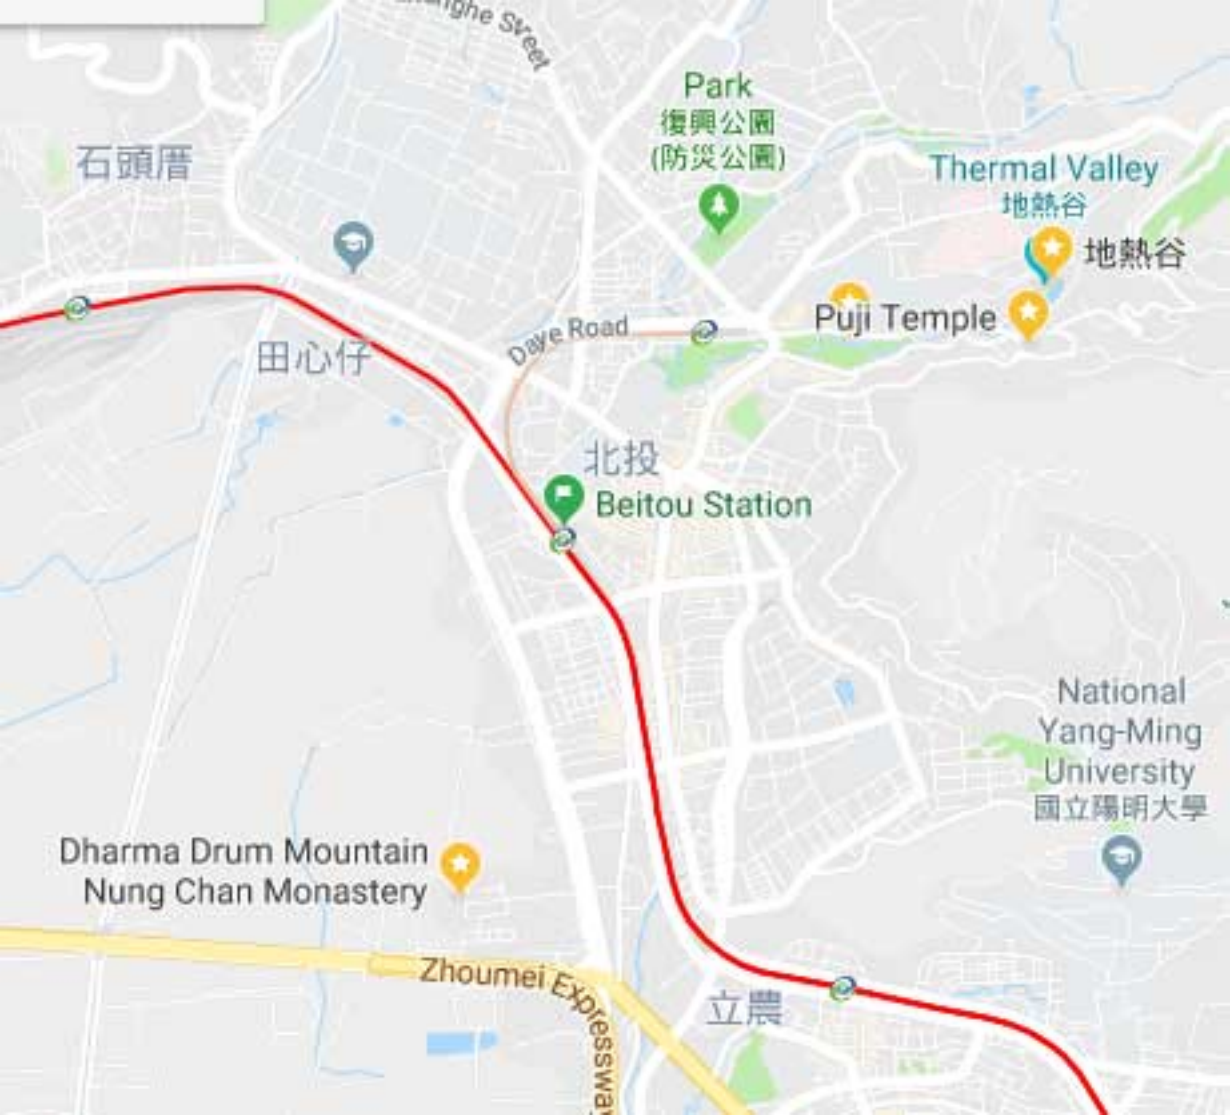 Street
Park
復興公園
(防災公園)
石頭厝
Thermal Valley
地熱谷
地熱谷
Puji Temple
Daye Road
田心仔
北投
Beitou Station
National
Yang-Ming
University
國立陽明大學
Dharma Drum Mountain
Nung Chan Monastery
Zhoumei Expressway
立農